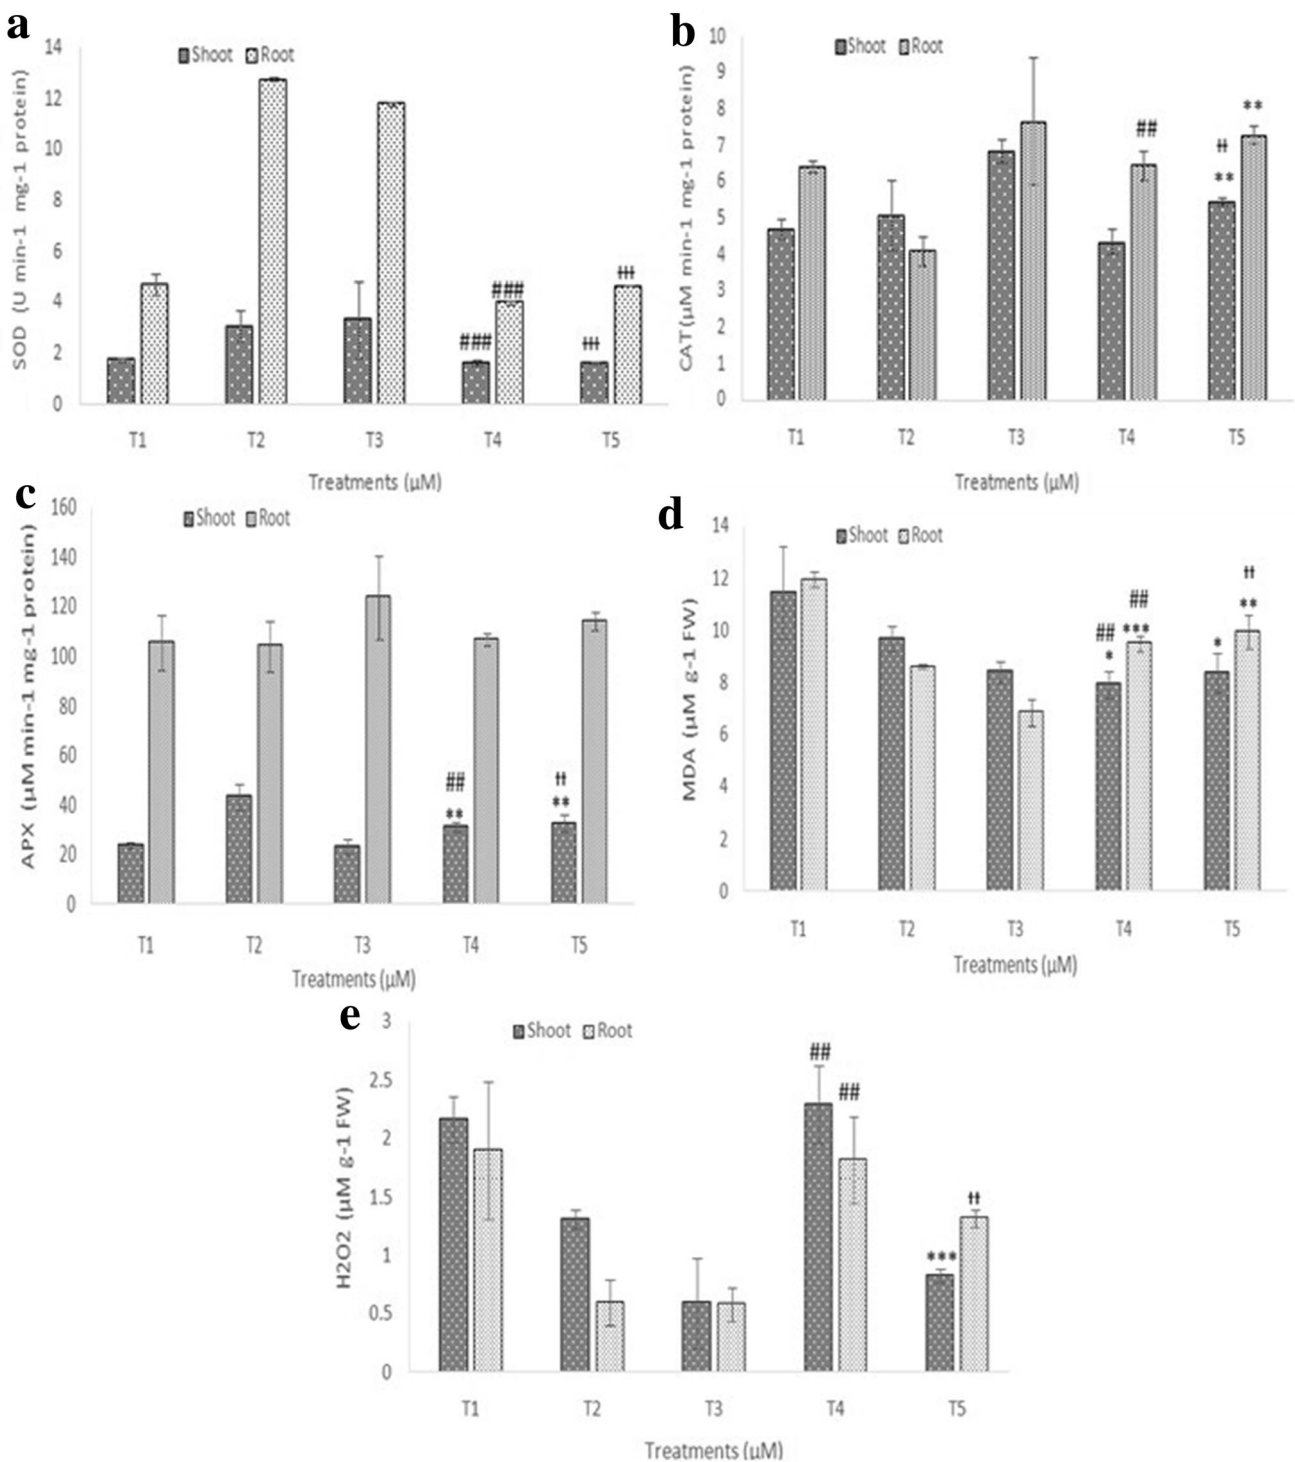 a
SOD (U min-1 mg-1 protein)
14
12
10
8
6
4
2
0
Shoot Root
###
###
ƗƗƗ
ƗƗƗ
T1 T2 T3 T4 T5
Treatments (µM)
b
CAT(µM min-1 mg-1 protein)
10
9
8
7
6
5
4
3
2
1
0
Shoot Root
##
ƗƗ
**
**
T1 T2 T3 T4 T5
Treatments (µM)
c
APX (µM min-1 mg-1 protein)
160
140
120
100
80
60
40
20
0
Shoot Root
##
**
††
**
T1 T2 T3 T4 T5
Treatments (µM)
d
MDA (µM g-1 FW)
14
12
10
8
6
4
2
0
Shoot Root
##
*
##
***
*
††
**
T1 T2 T3 T4 T5
Treatments (µM)
e
H2O2 (µM g-1 FW)
3
2.5
2
1.5
1
0.5
0
Shoot Root
##
##
***
††
T1 T2 T3 T4 T5
Treatments (µM)